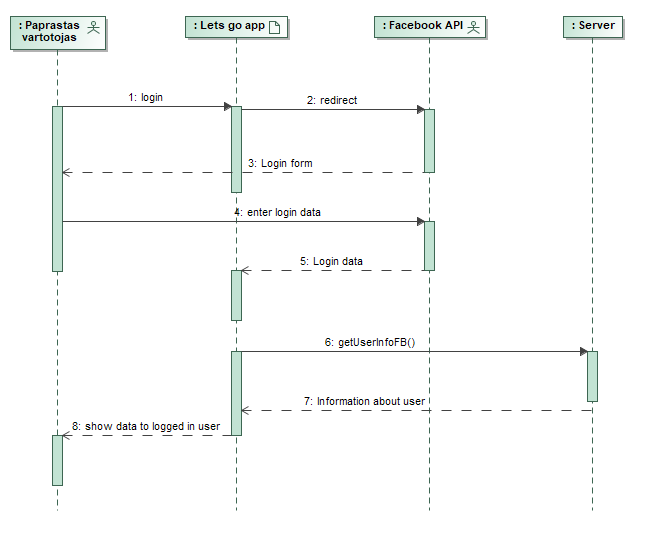 : Paprastas
vartotojas
: Lets go app
: Facebook API
: Server
1: login
2: redirect
3: Login form
4: enter login data
5: Login data
6: getUserInfoFB()
7: Information about user
8: show data to logged in user